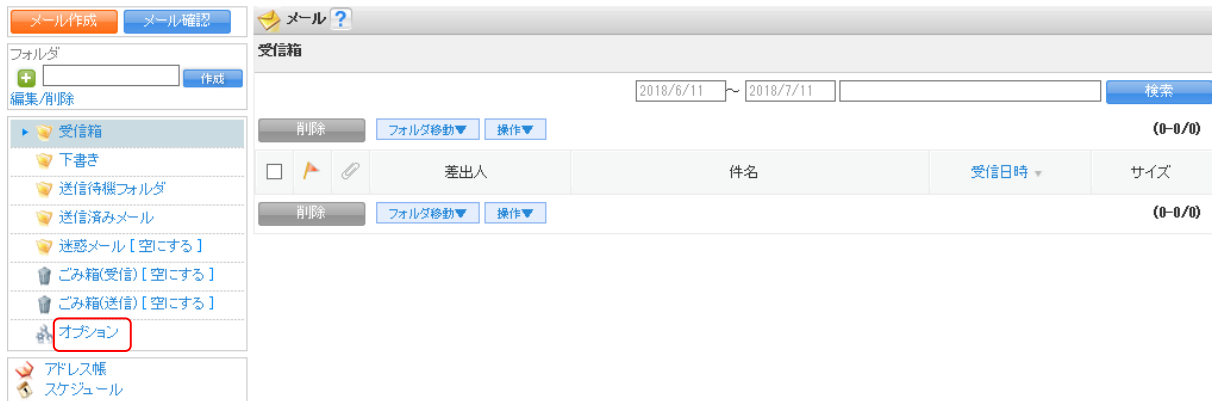 メール作成 メール確認
フォルダ
作成
編集/削除
受信箱
下書き
送信待機フォルダ
送信済みメール
迷惑メール [ 空にする ]
ごみ箱(受信) [ 空にする ]
ごみ箱(送信) [ 空にする ]
オプション
アドレス帳
スケジュール
メール ?
受信箱
2018/6/11 ～ 2018/7/11 検索
削除 フォルダ移動▼ 操作▼ (0-0/0)
差出人 件名 受信日時 ▼ サイズ
削除 フォルダ移動▼ 操作▼ (0-0/0)